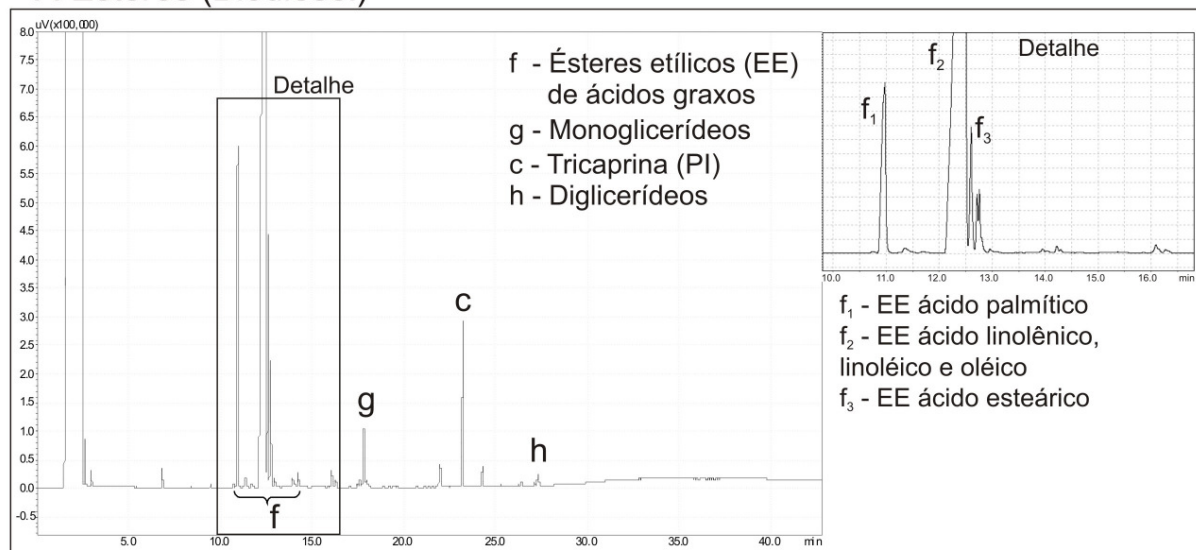 uV(x100,000)
8.0
7.5
7.0
6.5
6.0
5.5
5.0
4.5
4.0
3.5
3.0
2.5
2.0
1.5
1.0
0.5
0.0
-0.5
5.0 10.0 15.0 20.0 25.0 30.0 35.0 40.0 min
Detalhe
f
g
c
h
f - Ésteres etílicos (EE)
de ácidos graxos
g - Monoglicerídeos
c - Tricaprina (PI)
h - Diglicerídeos
Detalhe
f1
f2
f3
10.0 11.0 12.0 13.0 14.0 15.0 16.0 min
f1 - EE ácido palmítico
f2 - EE ácido linolênico,
linoléico e oléico
f3 - EE ácido esteárico